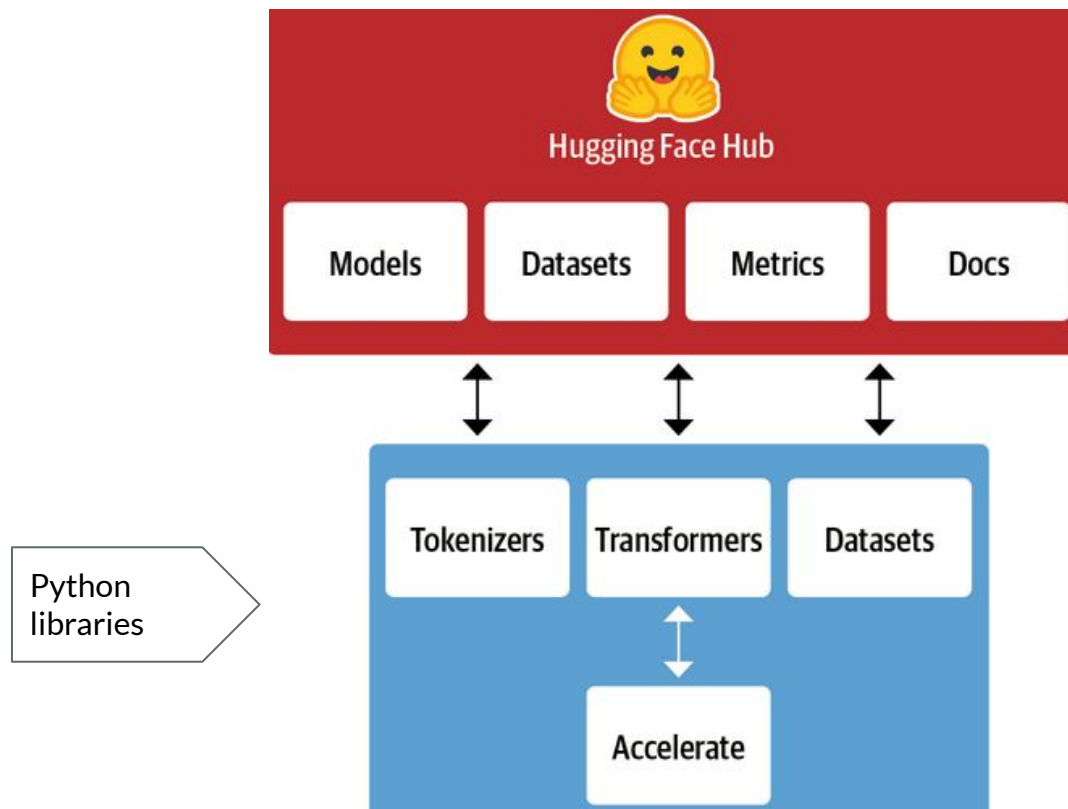 Hugging Face Hub
Models
Datasets
Metrics
Docs
Tokenizers
Transformers
Datasets
Python
libraries
Accelerate